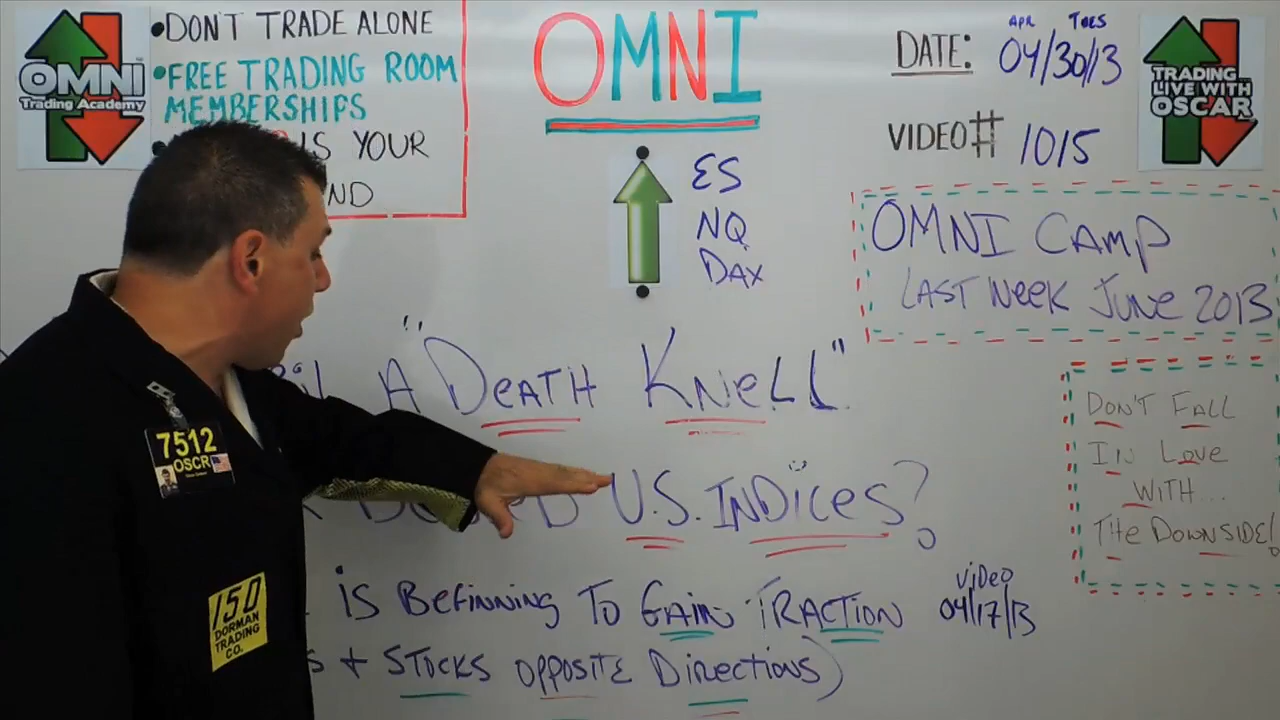 OMNI
Trading Academy
•DON'T TRADE ALONE
•FREE TRADING ROOM
MEMBERSHIPS
IS YOUR
ND
OMNI
ES
NQ
DAX
APR TUES
DATE: 04/30/13
VIDEO# 1015
TRADING
LIVE WITH
OSCAR
OMNI CAMP
LAST WEEK JUNE 2013
A "DEATH KNELL"
U.S. INDICES?
DON'T FALL
IN LOVE
WITH...
THE DOWNSIDE!
IS BEGINNING TO GAIN TRACTION
VIDEO
04/17/13
S + STOCKS OPPOSITE DIRECTIONS)
7512
OSCR
150
DORMAN
TRADING
CO.